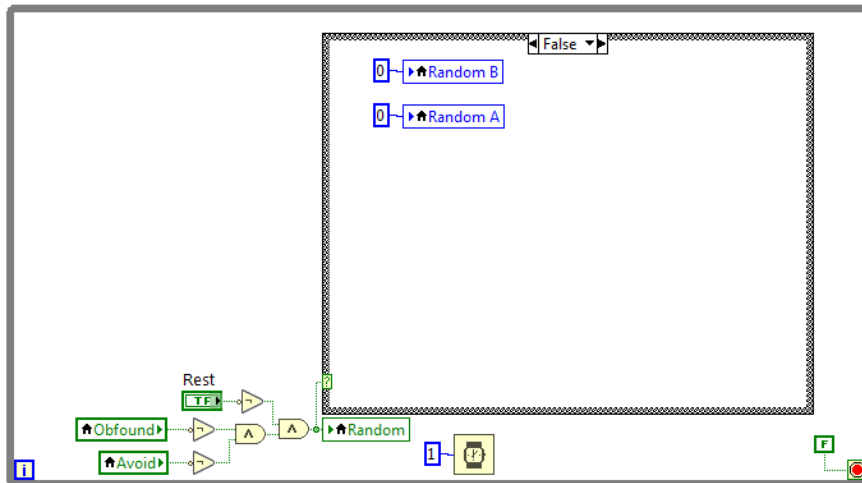 False
0 Random B
0 Random A
Rest
TF
?
Obfound
Avoid
Random
1
F
i